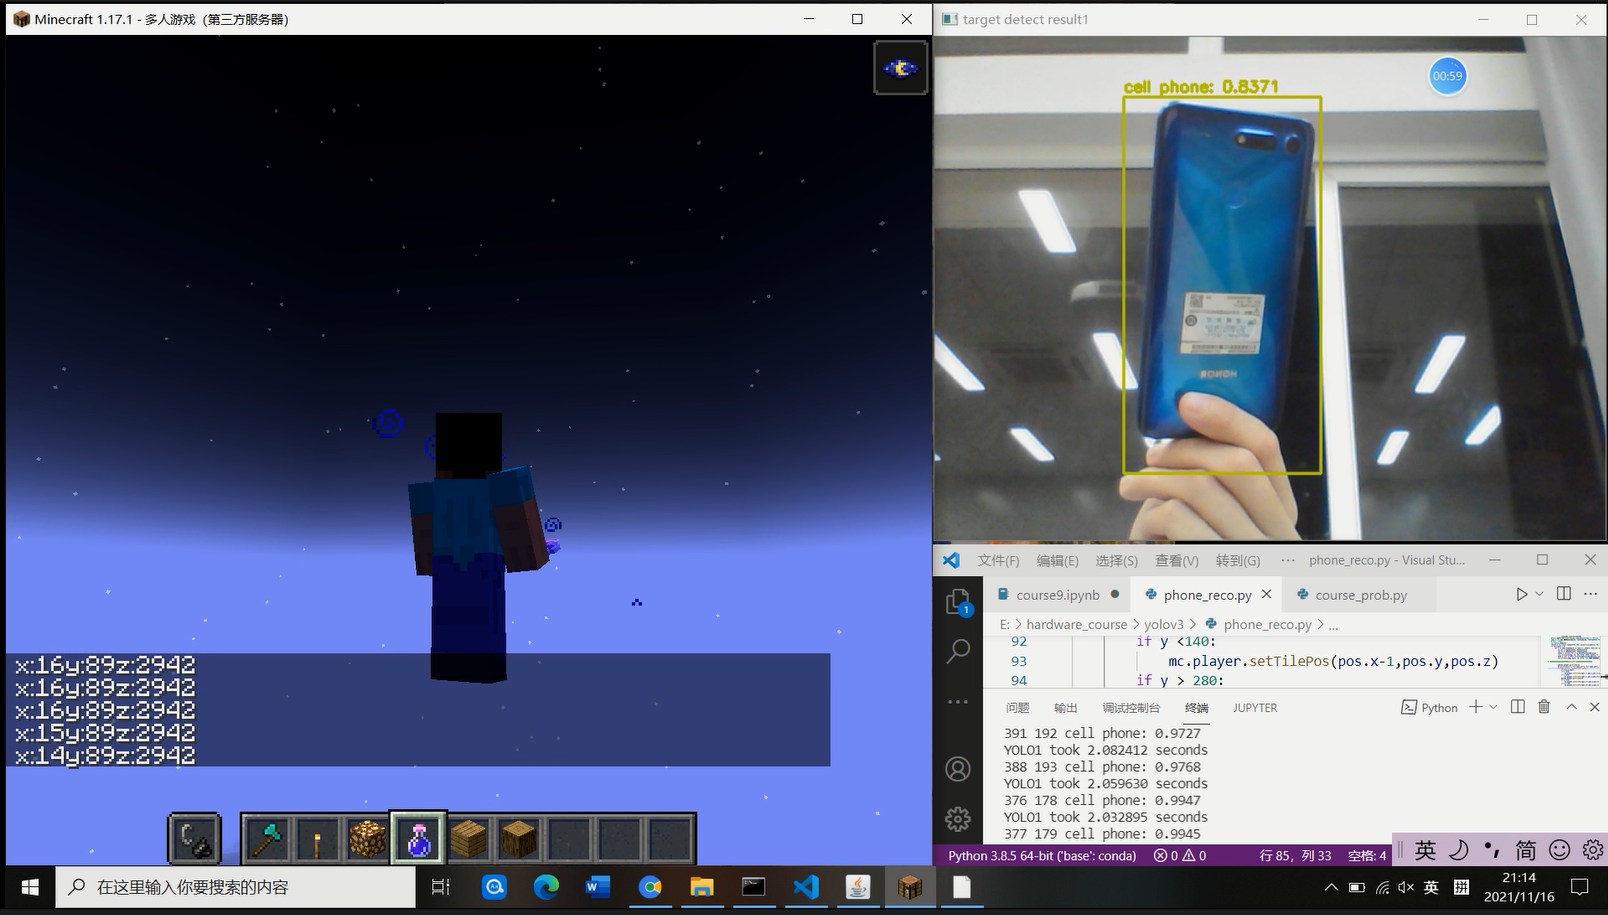 Minecraft 1.17.1 - 多人游戏（第三方服务器）
x:16y:89z:2942
x:16y:89z:2942
x:16y:89z:2942
x:15y:89z:2942
x:14y:89z:2942
target detect result1
00:59
cell phone: 0.8371
HONOR
文件(F) 编辑(E) 选择(S) 查看(V) 转到(G) ··· phone_reco.py - Visual Stu...
1
course9.ipynb phone_reco.py course_prob.py
E: > hardware_course > yolov3 > phone_reco.py > ...
92 if y <140:
93 mc.player.setTilePos(pos.x-1,pos.y,pos.z)
94 if y > 280:
问题 输出 调试控制台 终端 JUPYTER Python
391 192 cell phone: 0.9727
YOLO1 took 2.082412 seconds
388 193 cell phone: 0.9768
YOLO1 took 2.059630 seconds
376 178 cell phone: 0.9947
YOLO1 took 2.032895 seconds
377 179 cell phone: 0.9945
Python 3.8.5 64-bit ('base': conda) 0 0 行 85，列 33 空格: 4
英 简
在这里输入你要搜索的内容
英 拼
21:14
2021/11/16